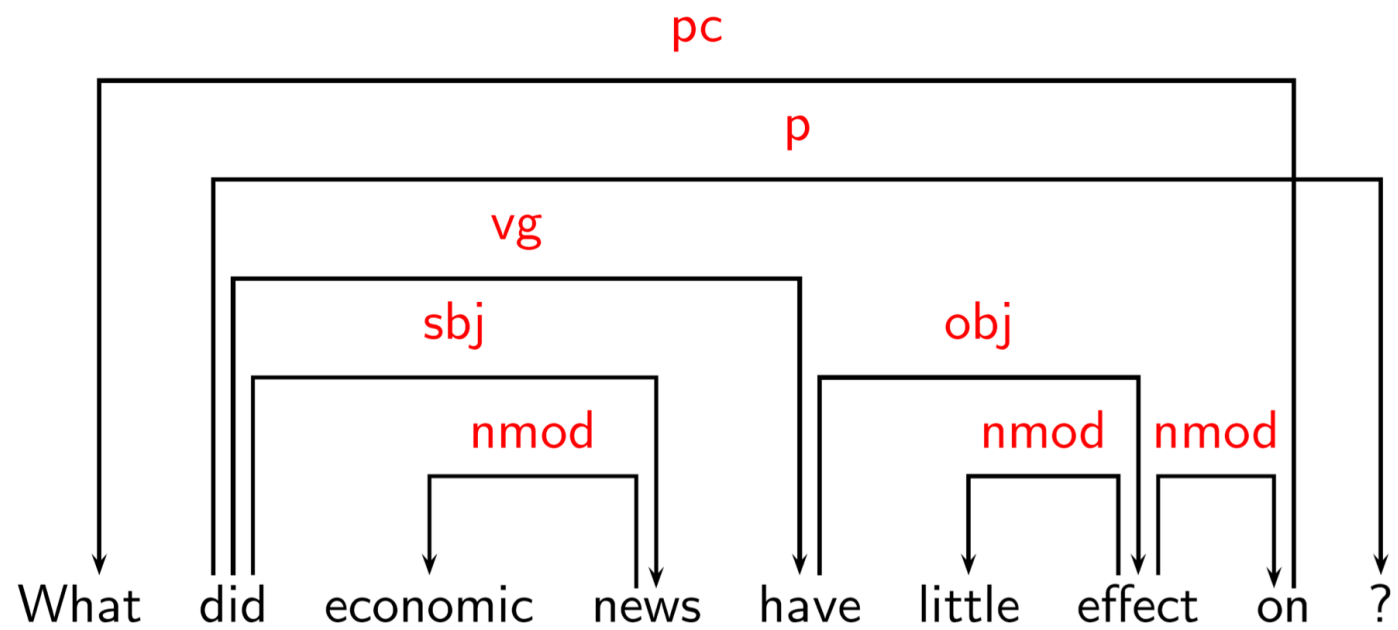 pc
p
vg
sbj obj
nmod nmod nmod
What did economic news have little effect on ?